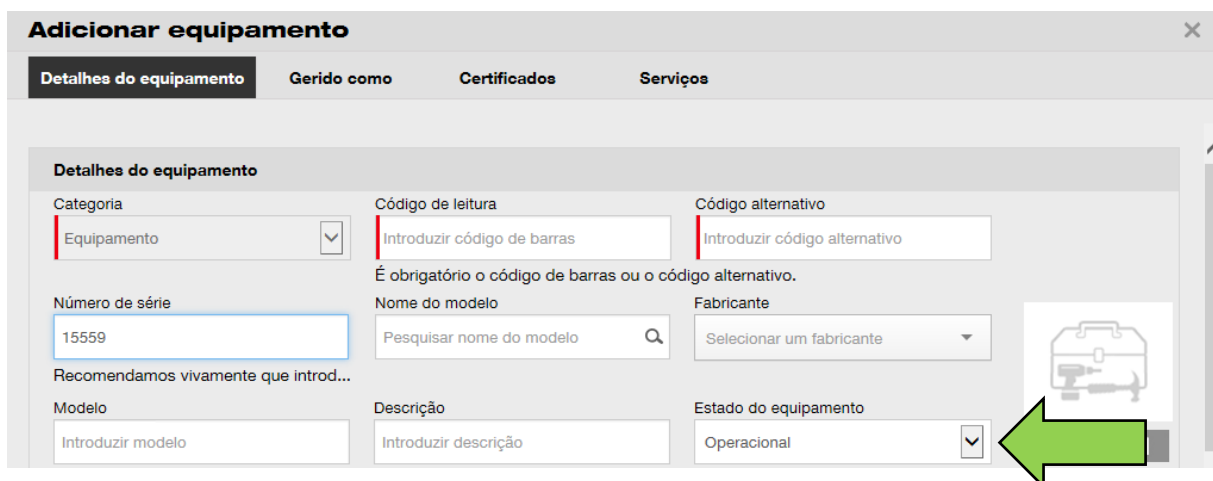 Adicionar equipamento
Detalhes do equipamento Gerido como Certificados Serviços
Detalhes do equipamento
Categoria Código de leitura Código alternativo
Equipamento Introduzir código de barras Introduzir código alternativo
É obrigatório o código de barras ou o código alternativo.
Número de série Nome do modelo Fabricante
15559 Pesquisar nome do modelo Selecionar um fabricante
Recomendamos vivamente que introd...
Modelo Descrição Estado do equipamento
Introduzir modelo Introduzir descrição Operacional